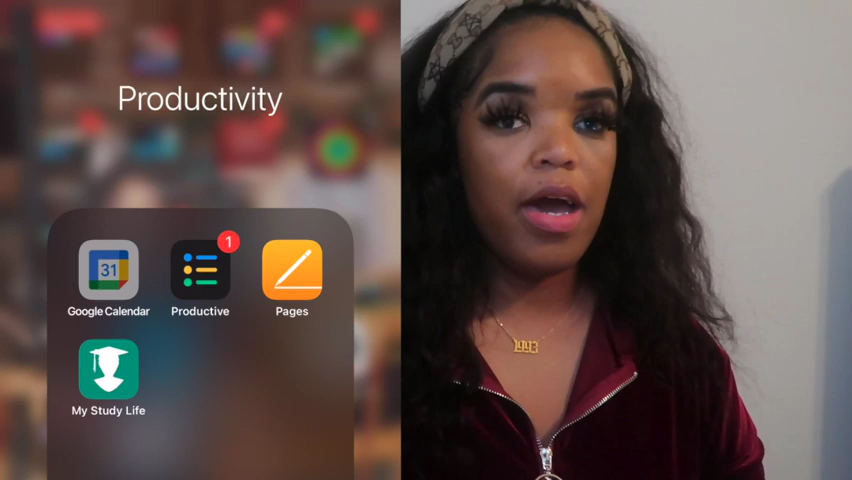 Productivity
31
1
Google Calendar
Productive
Pages
My Study Life
1993